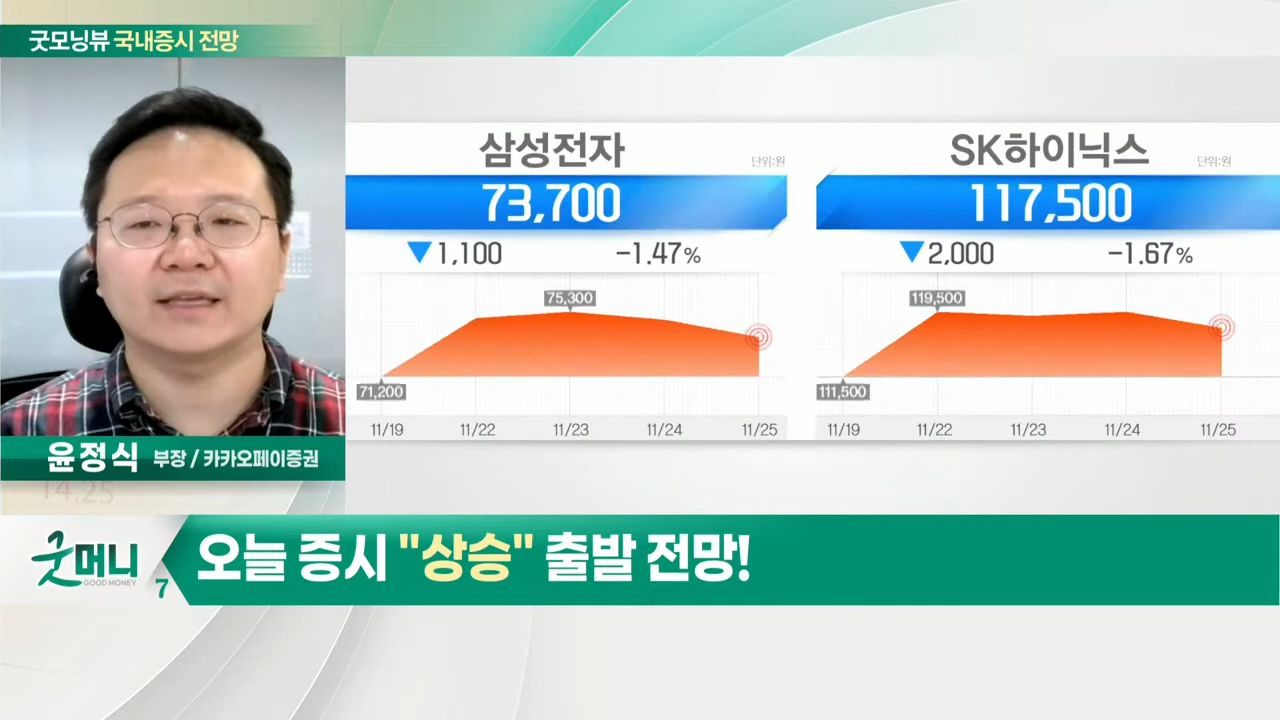 굿모닝뷰 국내증시 전망
삼성전자
단위:원
73,700
▼1,100 -1.47%
75,300
71,200
11/19 11/22 11/23 11/24 11/25
SK하이닉스
단위:원
117,500
▼2,000 -1.67%
119,500
111,500
11/19 11/22 11/23 11/24 11/25
윤정식 부장 / 카카오페이증권
14.25
굿머니
GOOD MONEY
7
오늘 증시 "상승" 출발 전망!